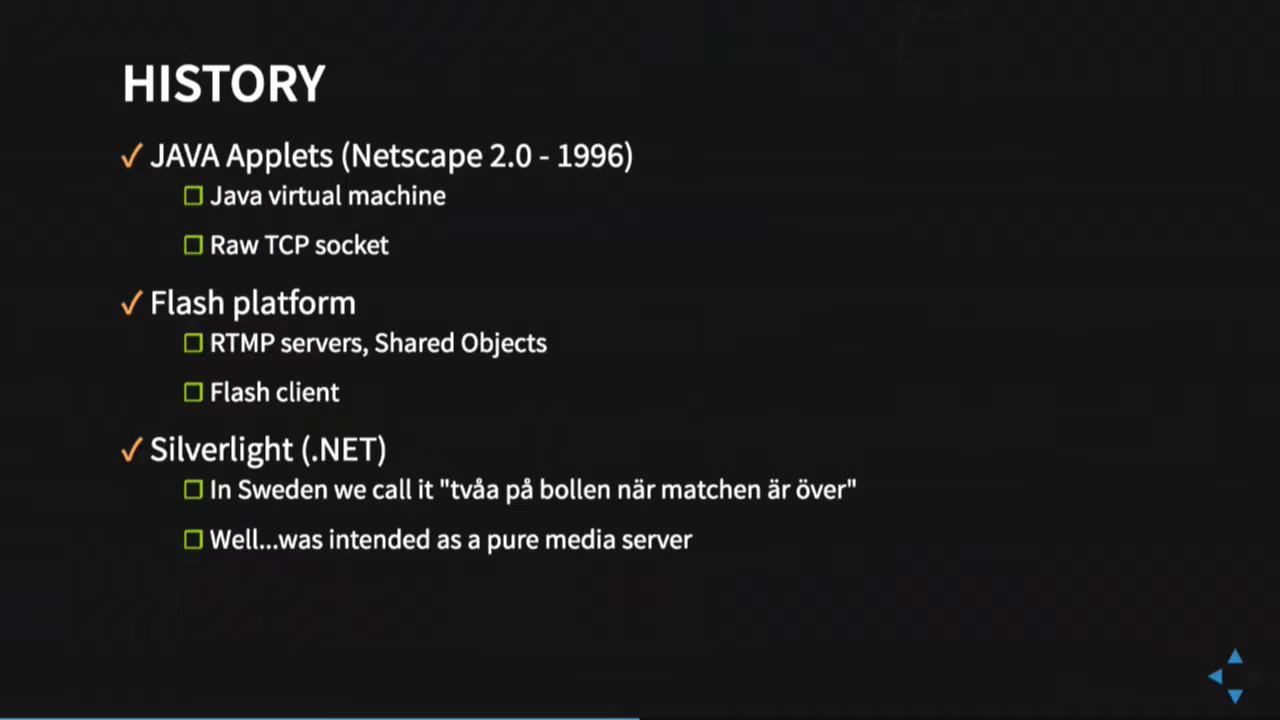 HISTORY
JAVA Applets (Netscape 2.0 - 1996)
Java virtual machine
Raw TCP socket
Flash platform
RTMP servers, Shared Objects
Flash client
Silverlight (.NET)
In Sweden we call it "tvåa på bollen när matchen är över"
Well...was intended as a pure media server